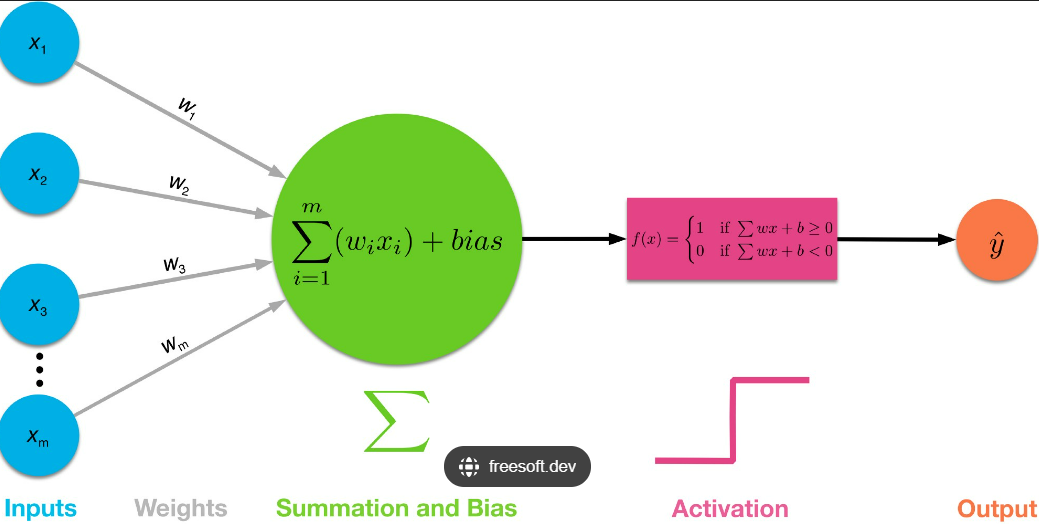 x₁
w₁
x₂
w₂
x₃
w₃
xₘ
wₘ
m
∑(wᵢxᵢ) + bias
i=1
f(x) = {1 if ∑ wx + b ≥ 0
0 if ∑ wx + b < 0
ŷ
∑
freesoft.dev
Inputs Weights Summation and Bias Activation Output